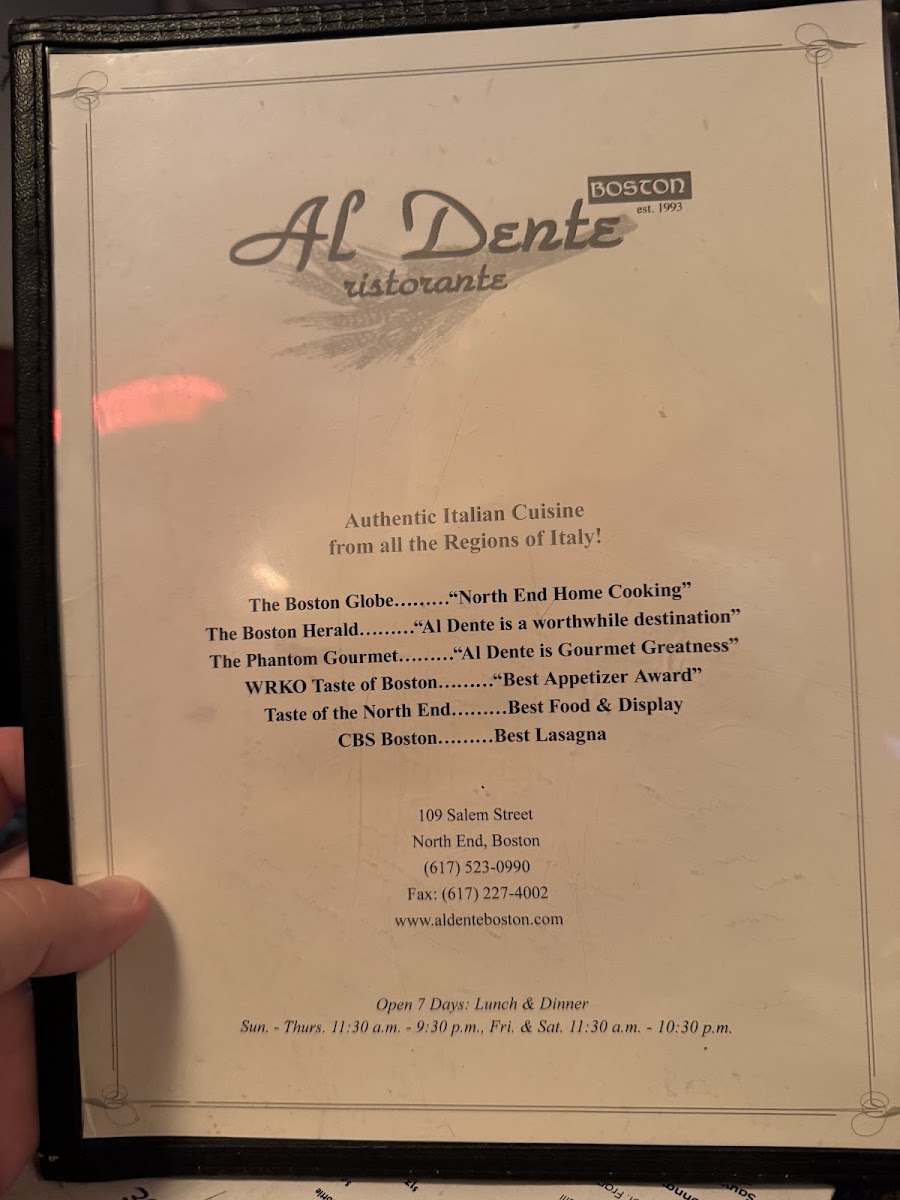 Al Dente
BOSTON
est. 1993
ristorante
Authentic Italian Cuisine
from all the Regions of Italy!
The Boston Globe.........“North End Home Cooking”
The Boston Herald.........“Al Dente is a worthwhile destination”
The Phantom Gourmet.........“Al Dente is Gourmet Greatness”
WRKO Taste of Boston.........“Best Appetizer Award”
Taste of the North End.........Best Food & Display
CBS Boston.........Best Lasagna
109 Salem Street
North End, Boston
(617) 523-0990
Fax: (617) 227-4002
www.aldenteboston.com
Open 7 Days: Lunch & Dinner
Sun. - Thurs. 11:30 a.m. - 9:30 p.m., Fri. & Sat. 11:30 a.m. - 10:30 p.m.